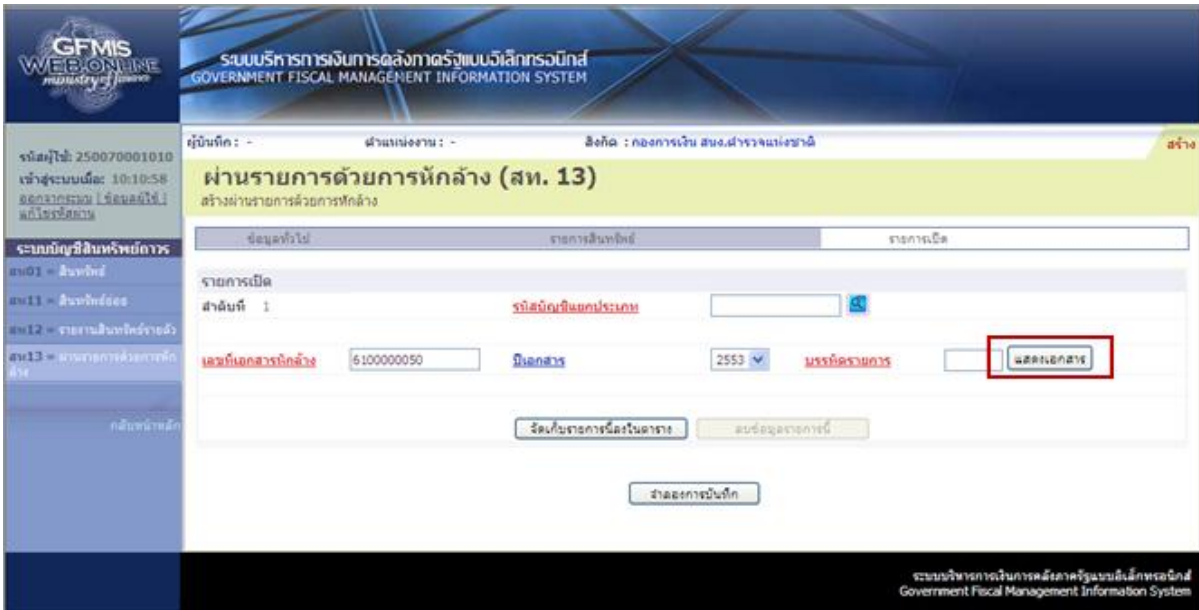 GFMIS
WEB ONLINE
ministry of finance
ระบบบริหารการเงินการคลังภาครัฐแบบอิเล็กทรอนิกส์
GOVERNMENT FISCAL MANAGEMENT INFORMATION SYSTEM
รหัสผู้ใช้: 250070001010
เข้าสู่ระบบเมื่อ: 10:10:58
ออกจากระบบ | ข้อมูลผู้ใช้ |
แก้ไขรหัสผ่าน
ผู้บันทึก : - ตำแหน่งงาน : - สังกัด : กองการเงิน สนง.ตำรวจแห่งชาติ สร้าง
ผ่านรายการด้วยการหักล้าง (สท. 13)
สร้างผ่านรายการด้วยการหักล้าง
ระบบบัญชีสินทรัพย์ถาวร
สท01 = สินทรัพย์
สท11 = สินทรัพย์ย่อย
สท12 = รายงานสินทรัพย์รายตัว
สท13 = ผ่านรายการด้วยการหัก
ล้าง
กลับหน้าหลัก
ข้อมูลทั่วไป รายการสินทรัพย์ รายการเปิด
รายการเปิด
ลำดับที่ 1 รหัสบัญชีแยกประเภท
เลขที่เอกสารหักล้าง 6100000050 ปีเอกสาร 2553 บรรทัดรายการ แสดงเอกสาร
จัดเก็บรายการนี้ลงในตาราง ลบข้อมูลรายการนี้
จำลองการบันทึก
ระบบบริหารการเงินการคลังภาครัฐแบบอิเล็กทรอนิกส์
Government Fiscal Management Information System